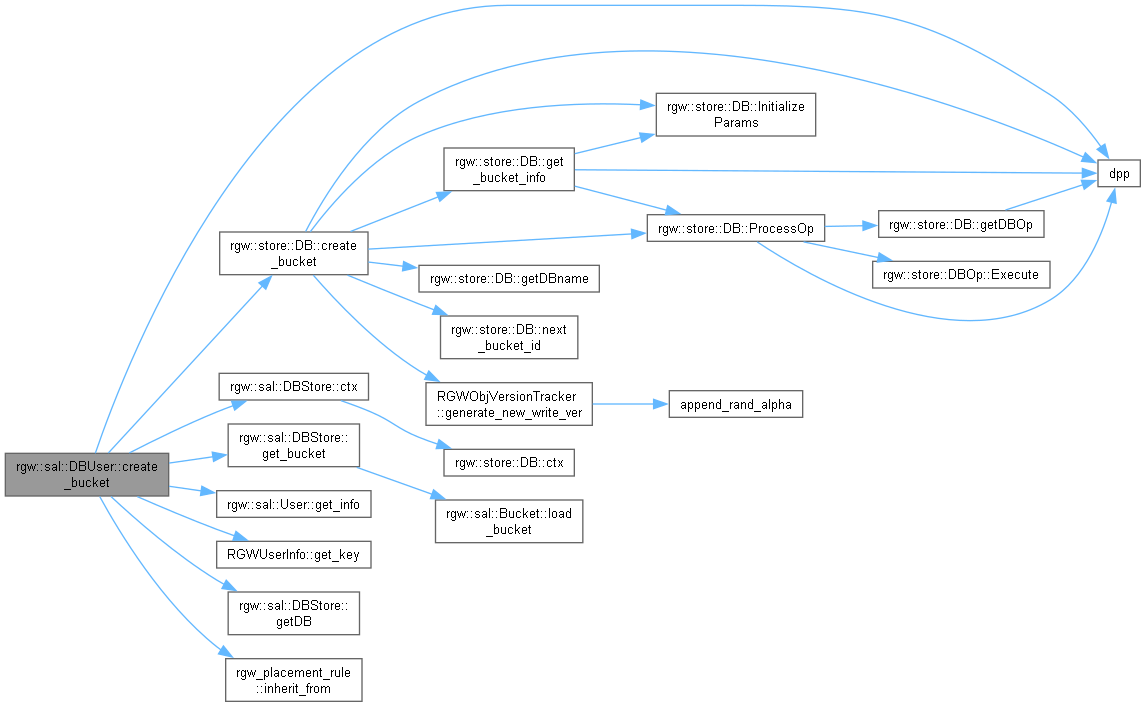 rgw::sal::DBUser::create
_bucket
rgw::store::DB::create
_bucket
rgw::sal::DBStore::ctx
rgw::sal::DBStore::
get_bucket
rgw::sal::User::get_info
RGWUserInfo::get_key
rgw::sal::DBStore::
getDB
rgw_placement_rule
::inherit_from
rgw::store::DB::get
_bucket_info
rgw::store::DB::getDBname
rgw::store::DB::next
_bucket_id
RGWObjVersionTracker
::generate_new_write_ver
rgw::store::DB::ctx
rgw::sal::Bucket::load
_bucket
rgw::store::DB::Initialize
Params
rgw::store::DB::ProcessOp
append_rand_alpha
rgw::store::DB::getDBOp
rgw::store::DBOp::Execute
dpp